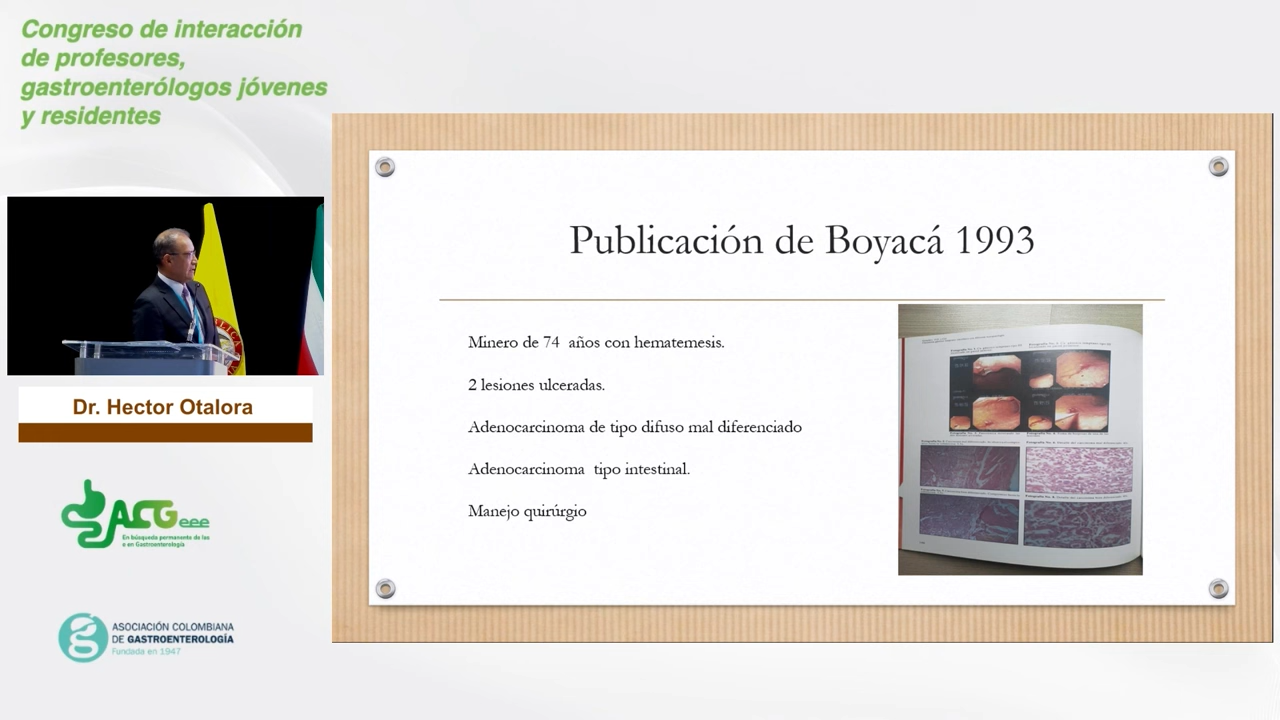 Congreso de interacción
de profesores,
gastroenterólogos jóvenes
y residentes
Dr. Hector Otalora
ACGeee
En búsqueda permanente de las
e en Gastroenterología
ASOCIACIÓN COLOMBIANA
DE GASTROENTEROLOGÍA
Fundada en 1947
Publicación de Boyacá 1993
Minero de 74 años con hematemesis.
2 lesiones ulceradas.
Adenocarcinoma de tipo difuso mal diferenciado
Adenocarcinoma tipo intestinal.
Manejo quirúrgio